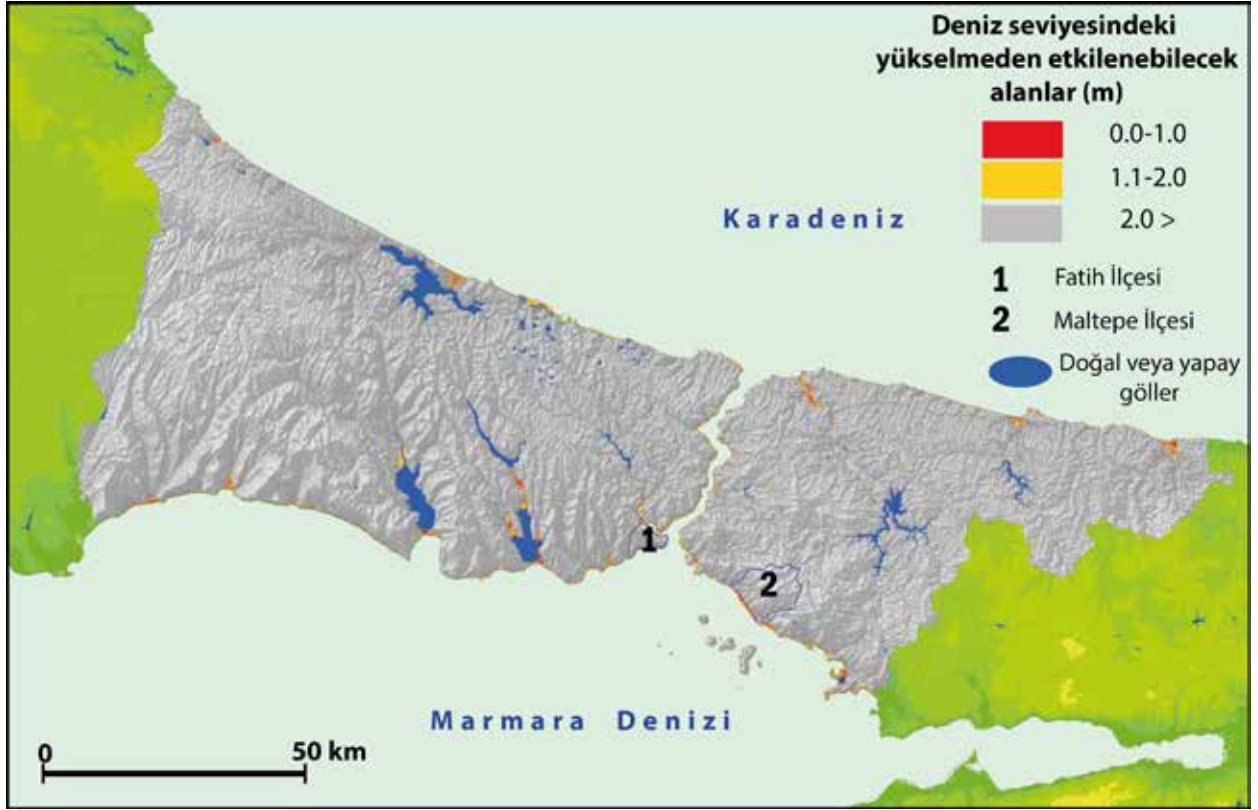 Deniz seviyesindeki
yükselmeden etkilenebilecek
alanlar (m)
0.0-1.0
1.1-2.0
2.0 >
1 Fatih İlçesi
2 Maltepe İlçesi
Doğal veya yapay
göller
Karadeniz
1
2
Marmara Denizi
0 50 km